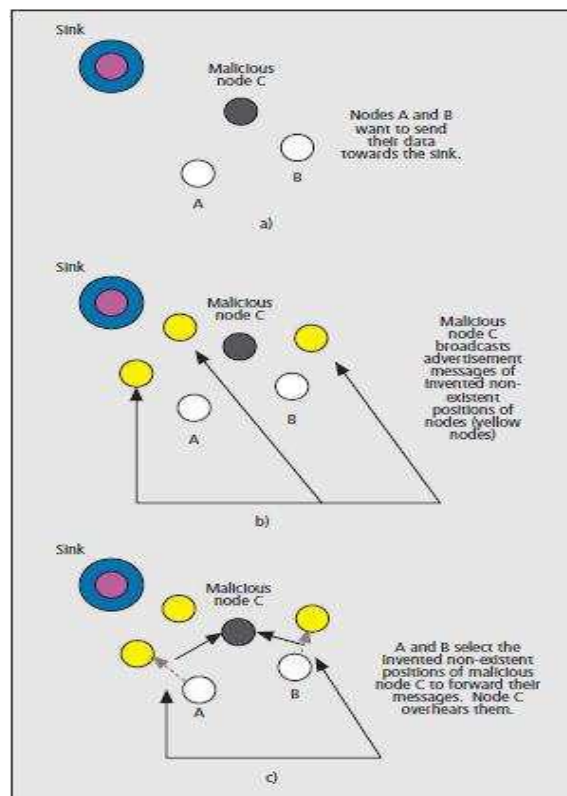 Sink
Malicious
node C
Nodes A and B
want to send
their data
towards the sink.
B
A
a)
Sink
Malicious
node C
Malicious
node C
broadcasts
advertisement
messages of
invented non-
existent
positions of
nodes (yellow
nodes)
B
A
b)
Sink
Malicious
node C
A and B select the
invented non-existent
positions of malicious
node C to forward their
messages. Node C
overhears them.
B
A
c)